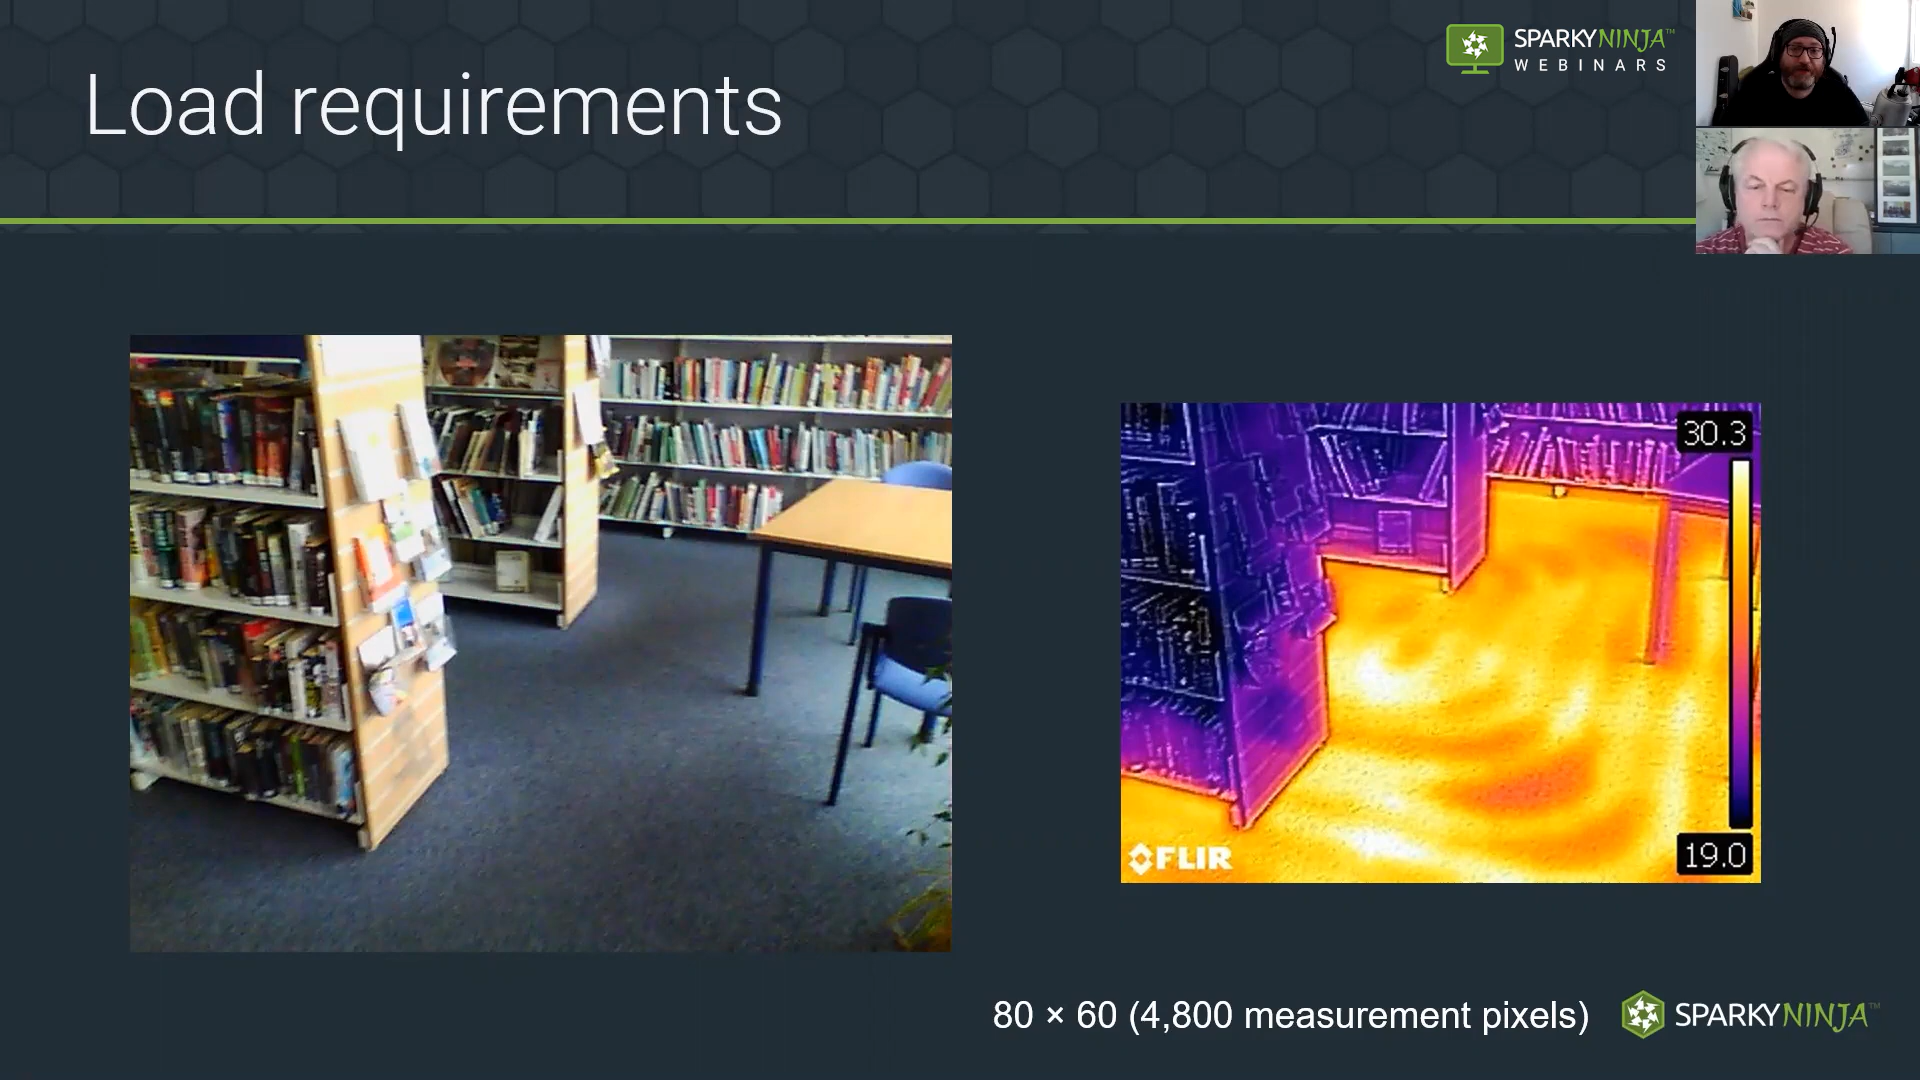 Load requirements
SPARKYNINJA™
WEBINARS
30.3
19.0
FLIR
80 × 60 (4,800 measurement pixels)
SPARKYNINJA™